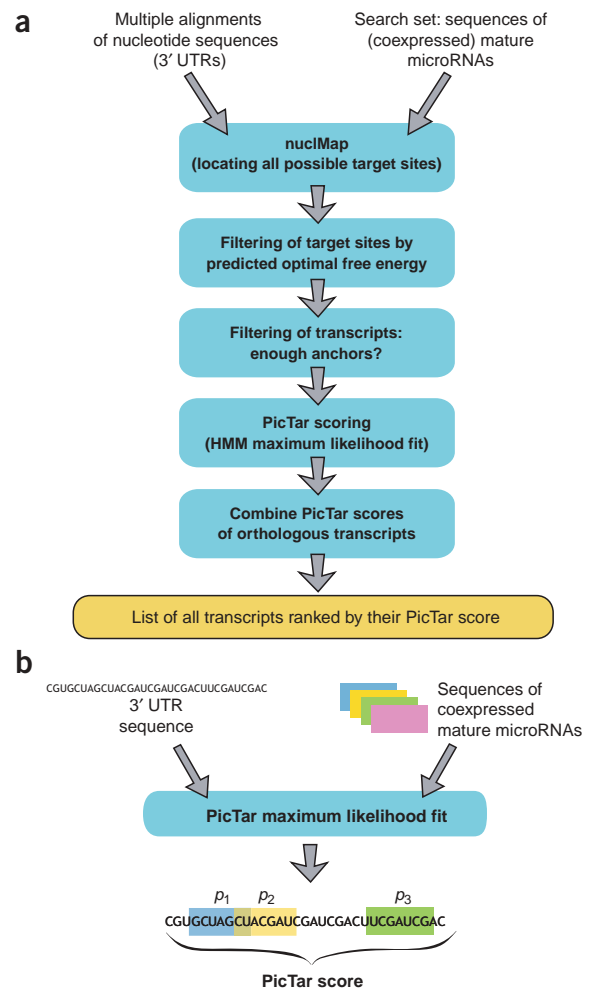 a
Multiple alignments
of nucleotide sequences
(3′ UTRs)
Search set: sequences of
(coexpressed) mature
microRNAs
nuclMap
(locating all possible target sites)
Filtering of target sites by
predicted optimal free energy
Filtering of transcripts:
enough anchors?
PicTar scoring
(HMM maximum likelihood fit)
Combine PicTar scores
of orthologous transcripts
List of all transcripts ranked by their PicTar score
b
CGUGCUAGCUACGAUCGAUCGACUUCGAUCGAC
3′ UTR
sequence
Sequences of
coexpressed
mature microRNAs
PicTar maximum likelihood fit
p1 p2 p3
CGUGCUAGCUACGAUCGAUCGACUUCGAUCGAC
PicTar score